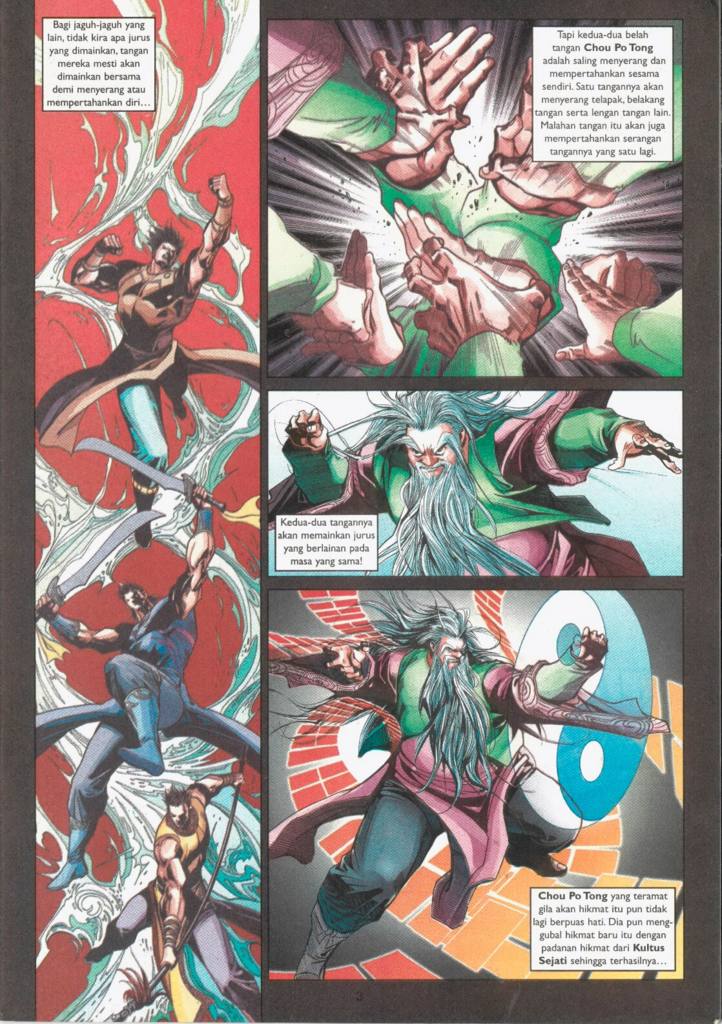 Bagi jaguh-jaguh yang
lain, tidak kira apa jurus
yang dimainkan, tangan
mereka mesti akan
dimainkan bersama
demi menyerang atau
mempertahankan diri...
Tapi kedua-dua belah
tangan Chou Po Tong
adalah saling menyerang dan
mempertahankan sesama
sendiri. Satu tangannya akan
menyerang telapak, belakang
tangan serta lengan tangan lain.
Malahan tangan itu akan juga
mempertahankan serangan
tangannya yang satu lagi.
Kedua-dua tangannya
akan memainkan jurus
yang berlainan pada
masa yang sama!
Chou Po Tong yang teramat
gila akan hikmat itu pun tidak
lagi berpuas hati. Dia pun meng-
gubal hikmat baru itu dengan
padanan hikmat dari Kultus
Sejati sehingga terhasilnya...
3